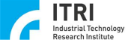 ITRI
Industrial Technology
Research Institute